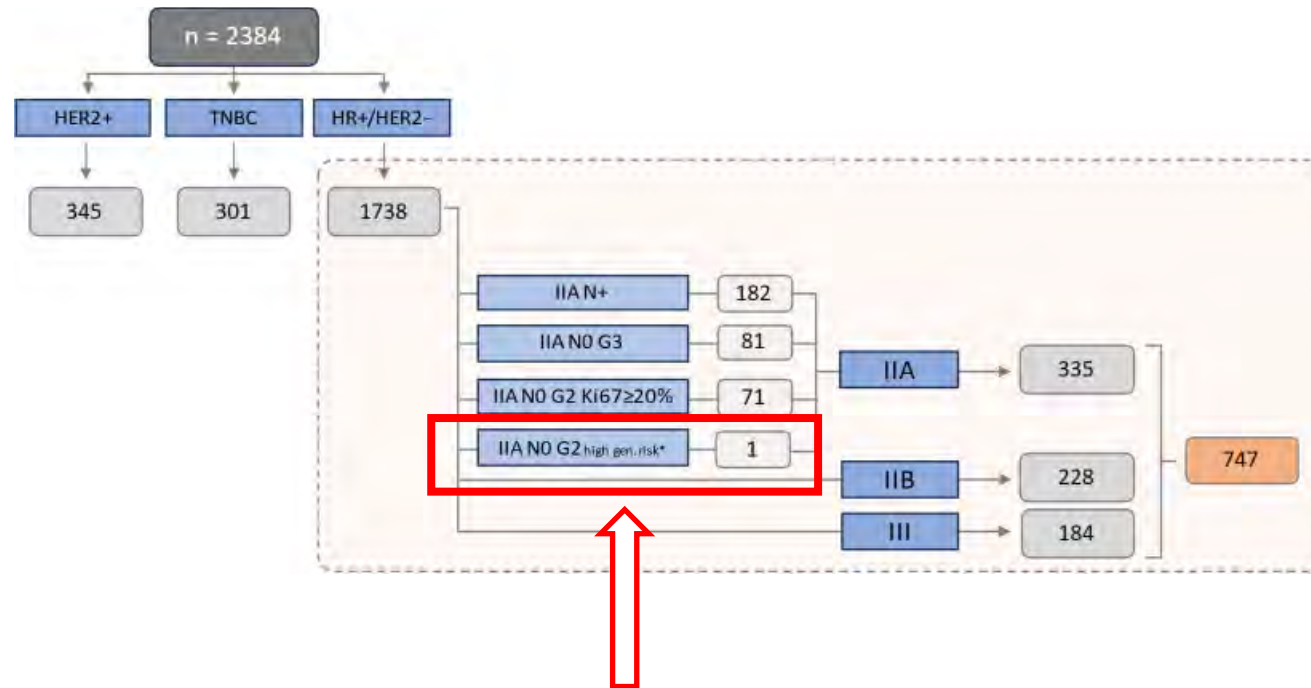 n = 2384
HER2+
TNBC
HR+/HER2–
345
301
1738
IIA N+
182
IIA N0 G3
81
IIA N0 G2 Ki67≥20%
71
IIA N0 G2 high gen. risk*
1
IIA
335
IIB
228
III
184
747